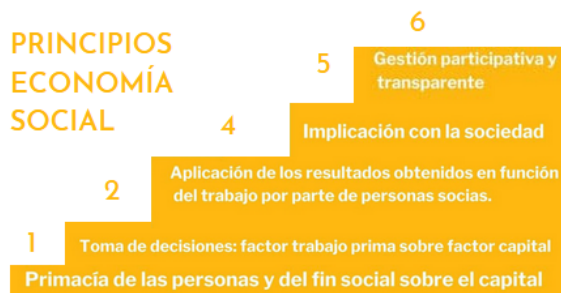 PRINCIPIOS
ECONOMÍA
SOCIAL
6
Gestión participativa y
transparente
5
Implicación con la sociedad
4
Aplicación de los resultados obtenidos en función
del trabajo por parte de personas socias.
2
Toma de decisiones: factor trabajo prima sobre factor capital
1
Primacía de las personas y del fin social sobre el capital